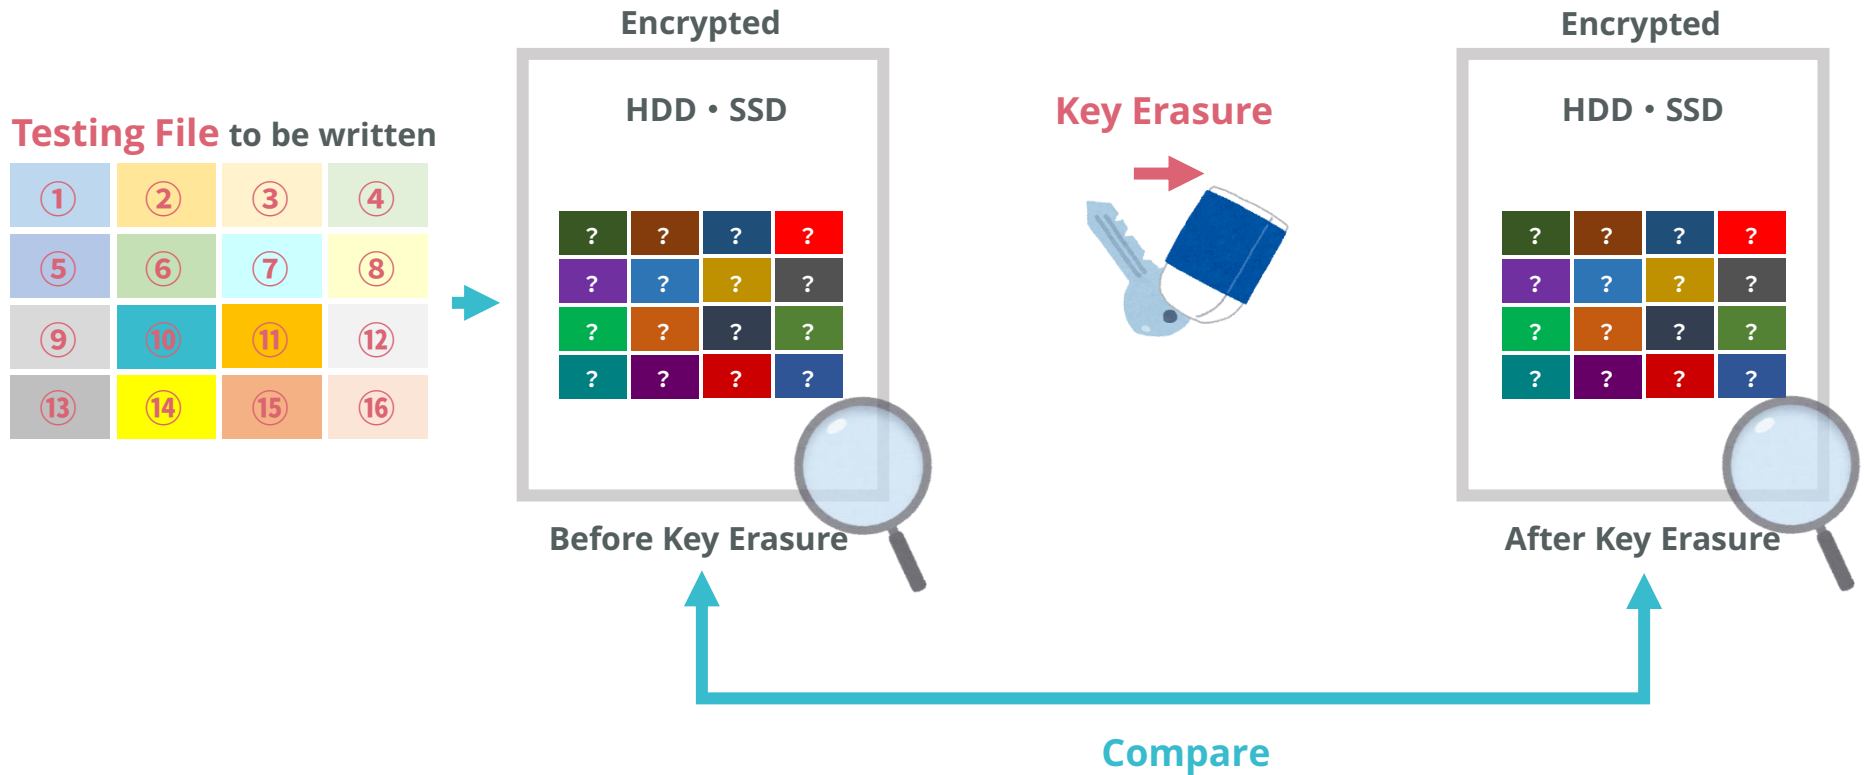 Testing File to be written
① ② ③ ④
⑤ ⑥ ⑦ ⑧
⑨ ⑩ ⑪ ⑫
⑬ ⑭ ⑮ ⑯
Encrypted
HDD・SSD
? ? ? ?
? ? ? ?
? ? ? ?
? ? ? ?
Before Key Erasure
Key Erasure
Encrypted
HDD・SSD
? ? ? ?
? ? ? ?
? ? ? ?
? ? ? ?
After Key Erasure
Compare